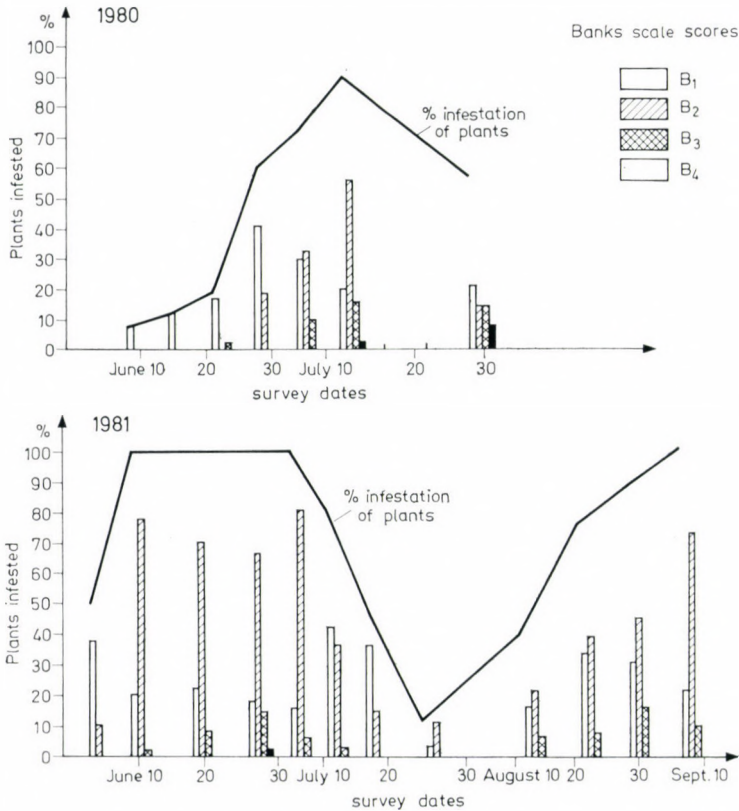 % 1980
Banks scale scores
B1
B2
B3
B4
100
90
80
70
60
50
40
30
20
10
0
Plants infested
% infestation
of plants
June 10 20 30 July 10 20 30
survey dates
% 1981
100
90
80
70
60
50
40
30
20
10
0
Plants infested
% infestation
of plants
June 10 20 30 July 10 20 30 August 10 20 30 Sept. 10
survey dates